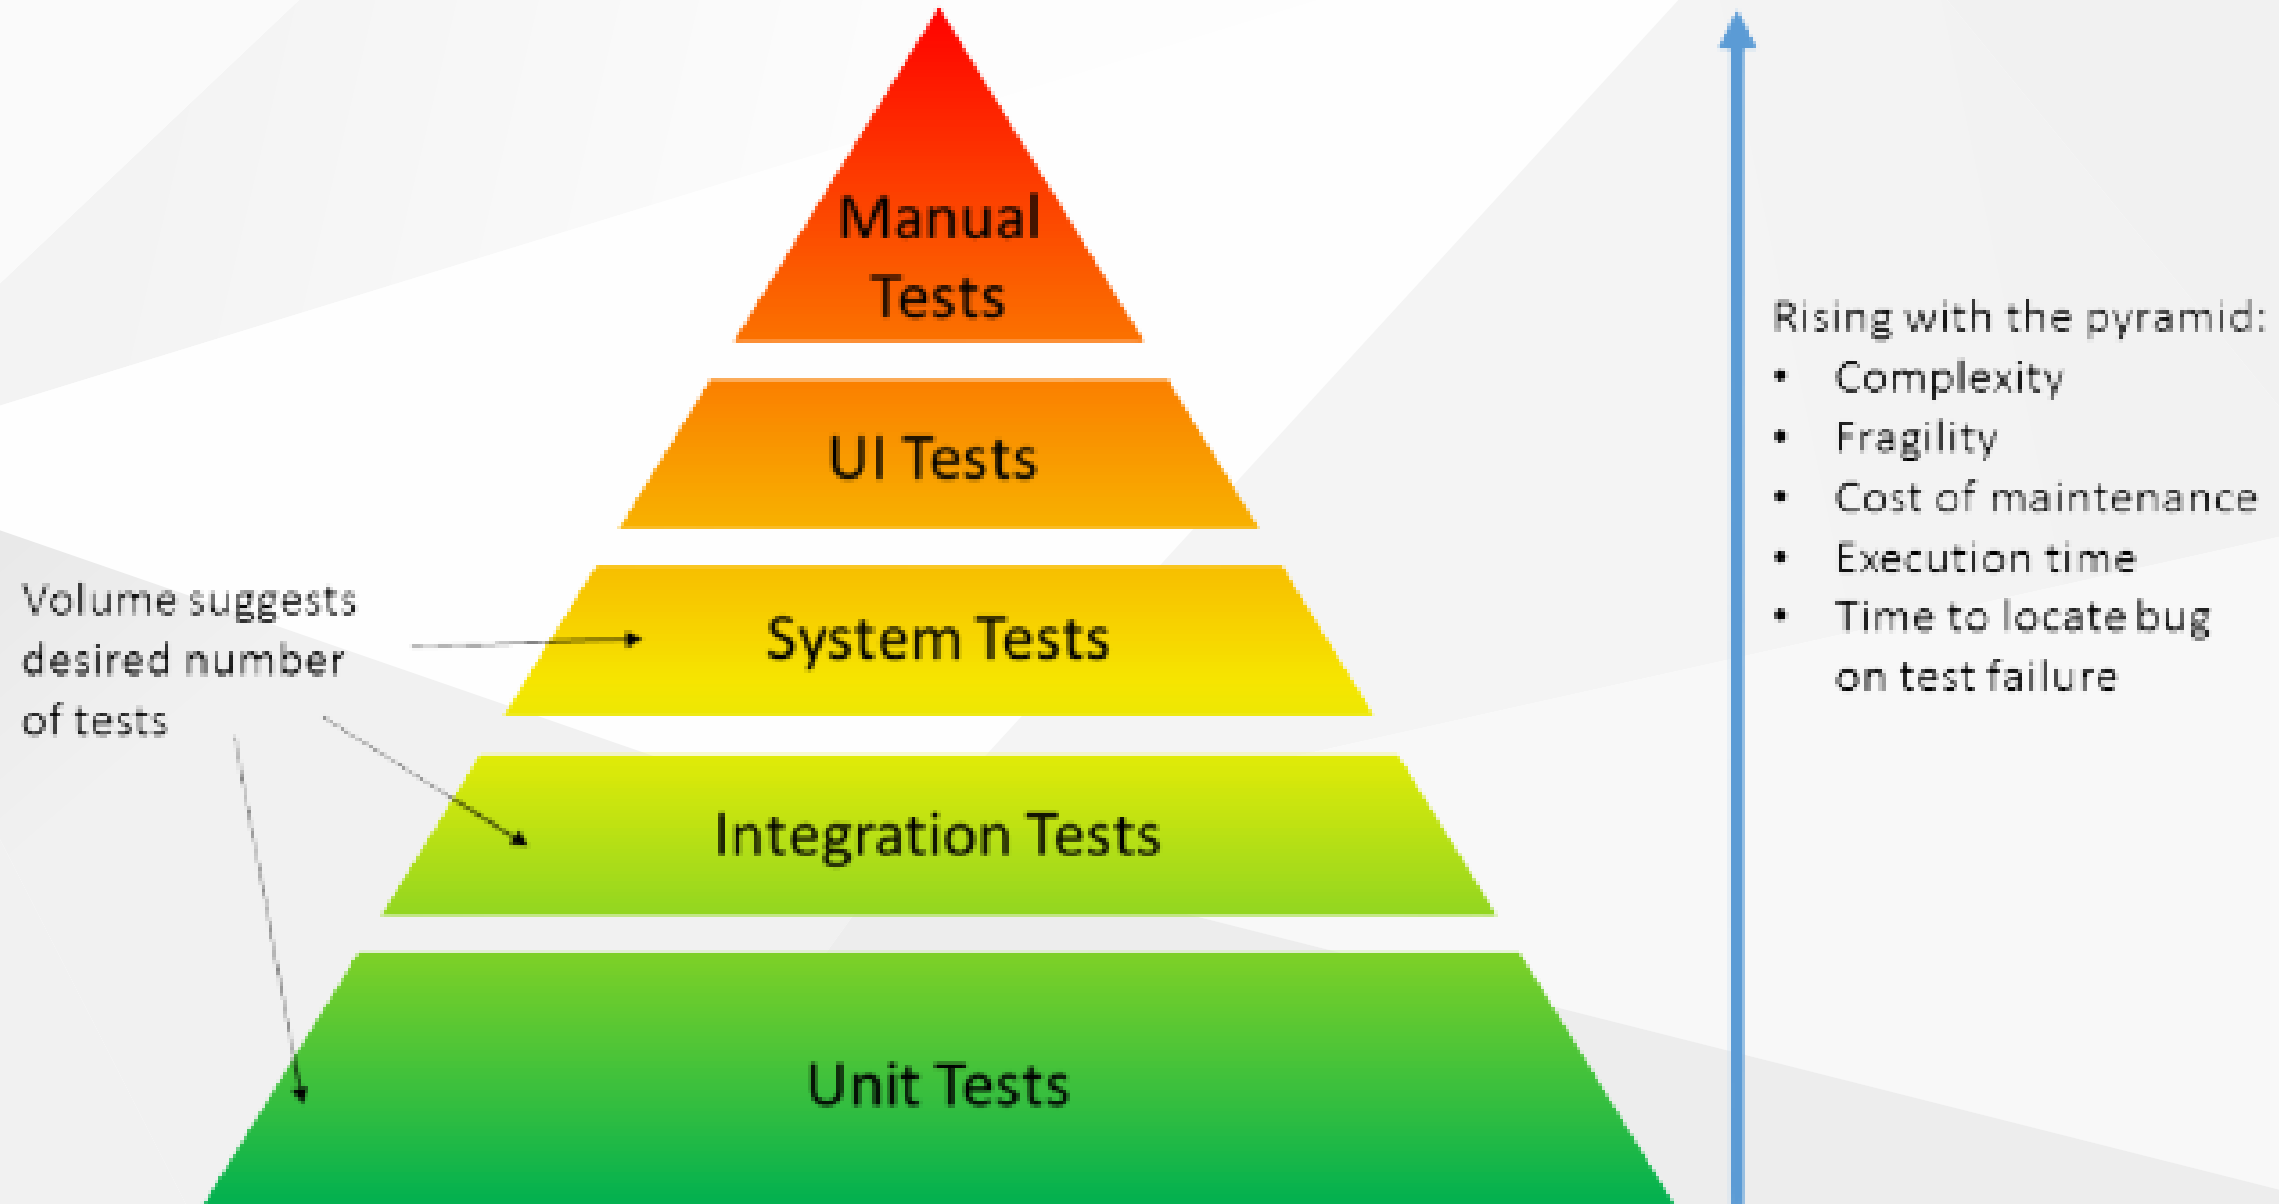 Manual
Tests
UI Tests
System Tests
Integration Tests
Unit Tests
Volume suggests
desired number
of tests
Rising with the pyramid:
• Complexity
• Fragility
• Cost of maintenance
• Execution time
• Time to locate bug
on test failure